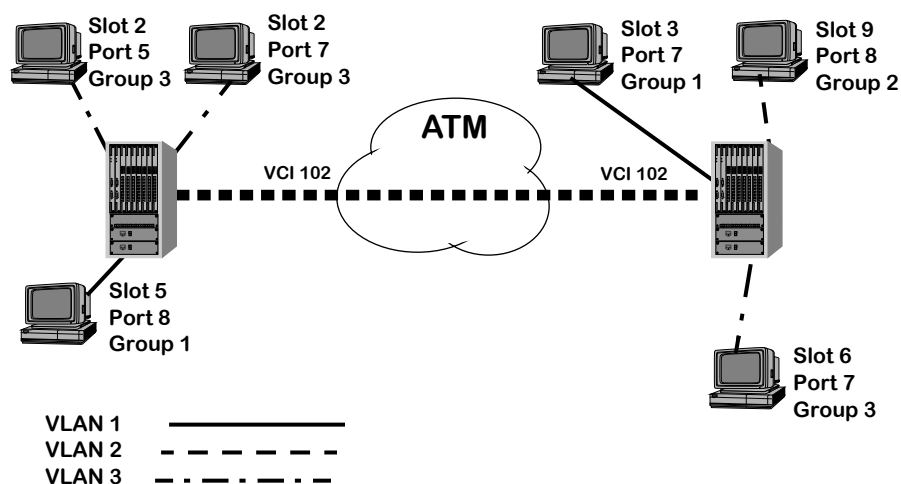 Slot 2
Port 5
Group 3
Slot 2
Port 7
Group 3
Slot 3
Port 7
Group 1
Slot 9
Port 8
Group 2
ATM
VCI 102
VCI 102
Slot 5
Port 8
Group 1
Slot 6
Port 7
Group 3
VLAN 1
VLAN 2
VLAN 3